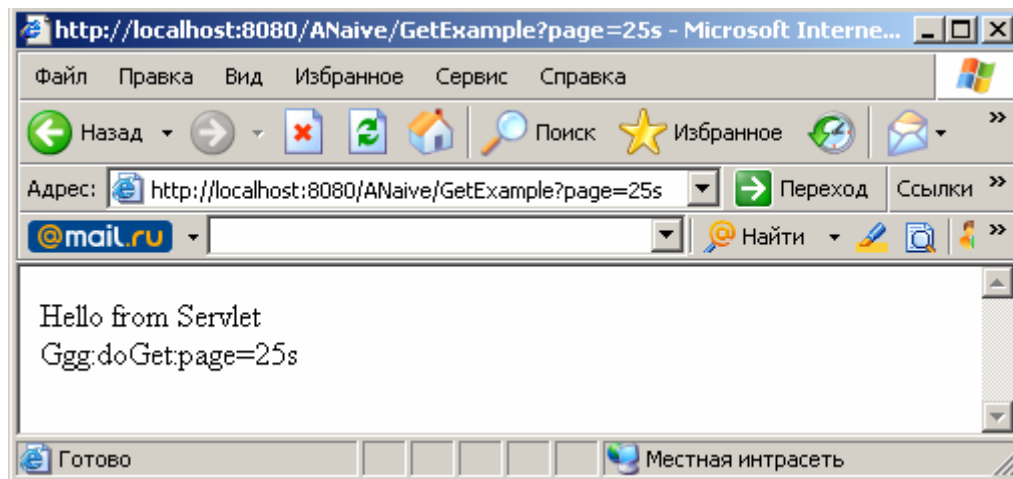 http://localhost:8080/ANaive/GetExample?page=25s - Microsoft Interne...
Файл Правка Вид Избранное Сервис Справка
Назад Поиск Избранное »
Адрес: http://localhost:8080/ANaive/GetExample?page=25s Переход Ссылки »
@mail.ru Найти »
Hello from Servlet
Ggg:doGet:page=25s
Готово Местная интрасеть